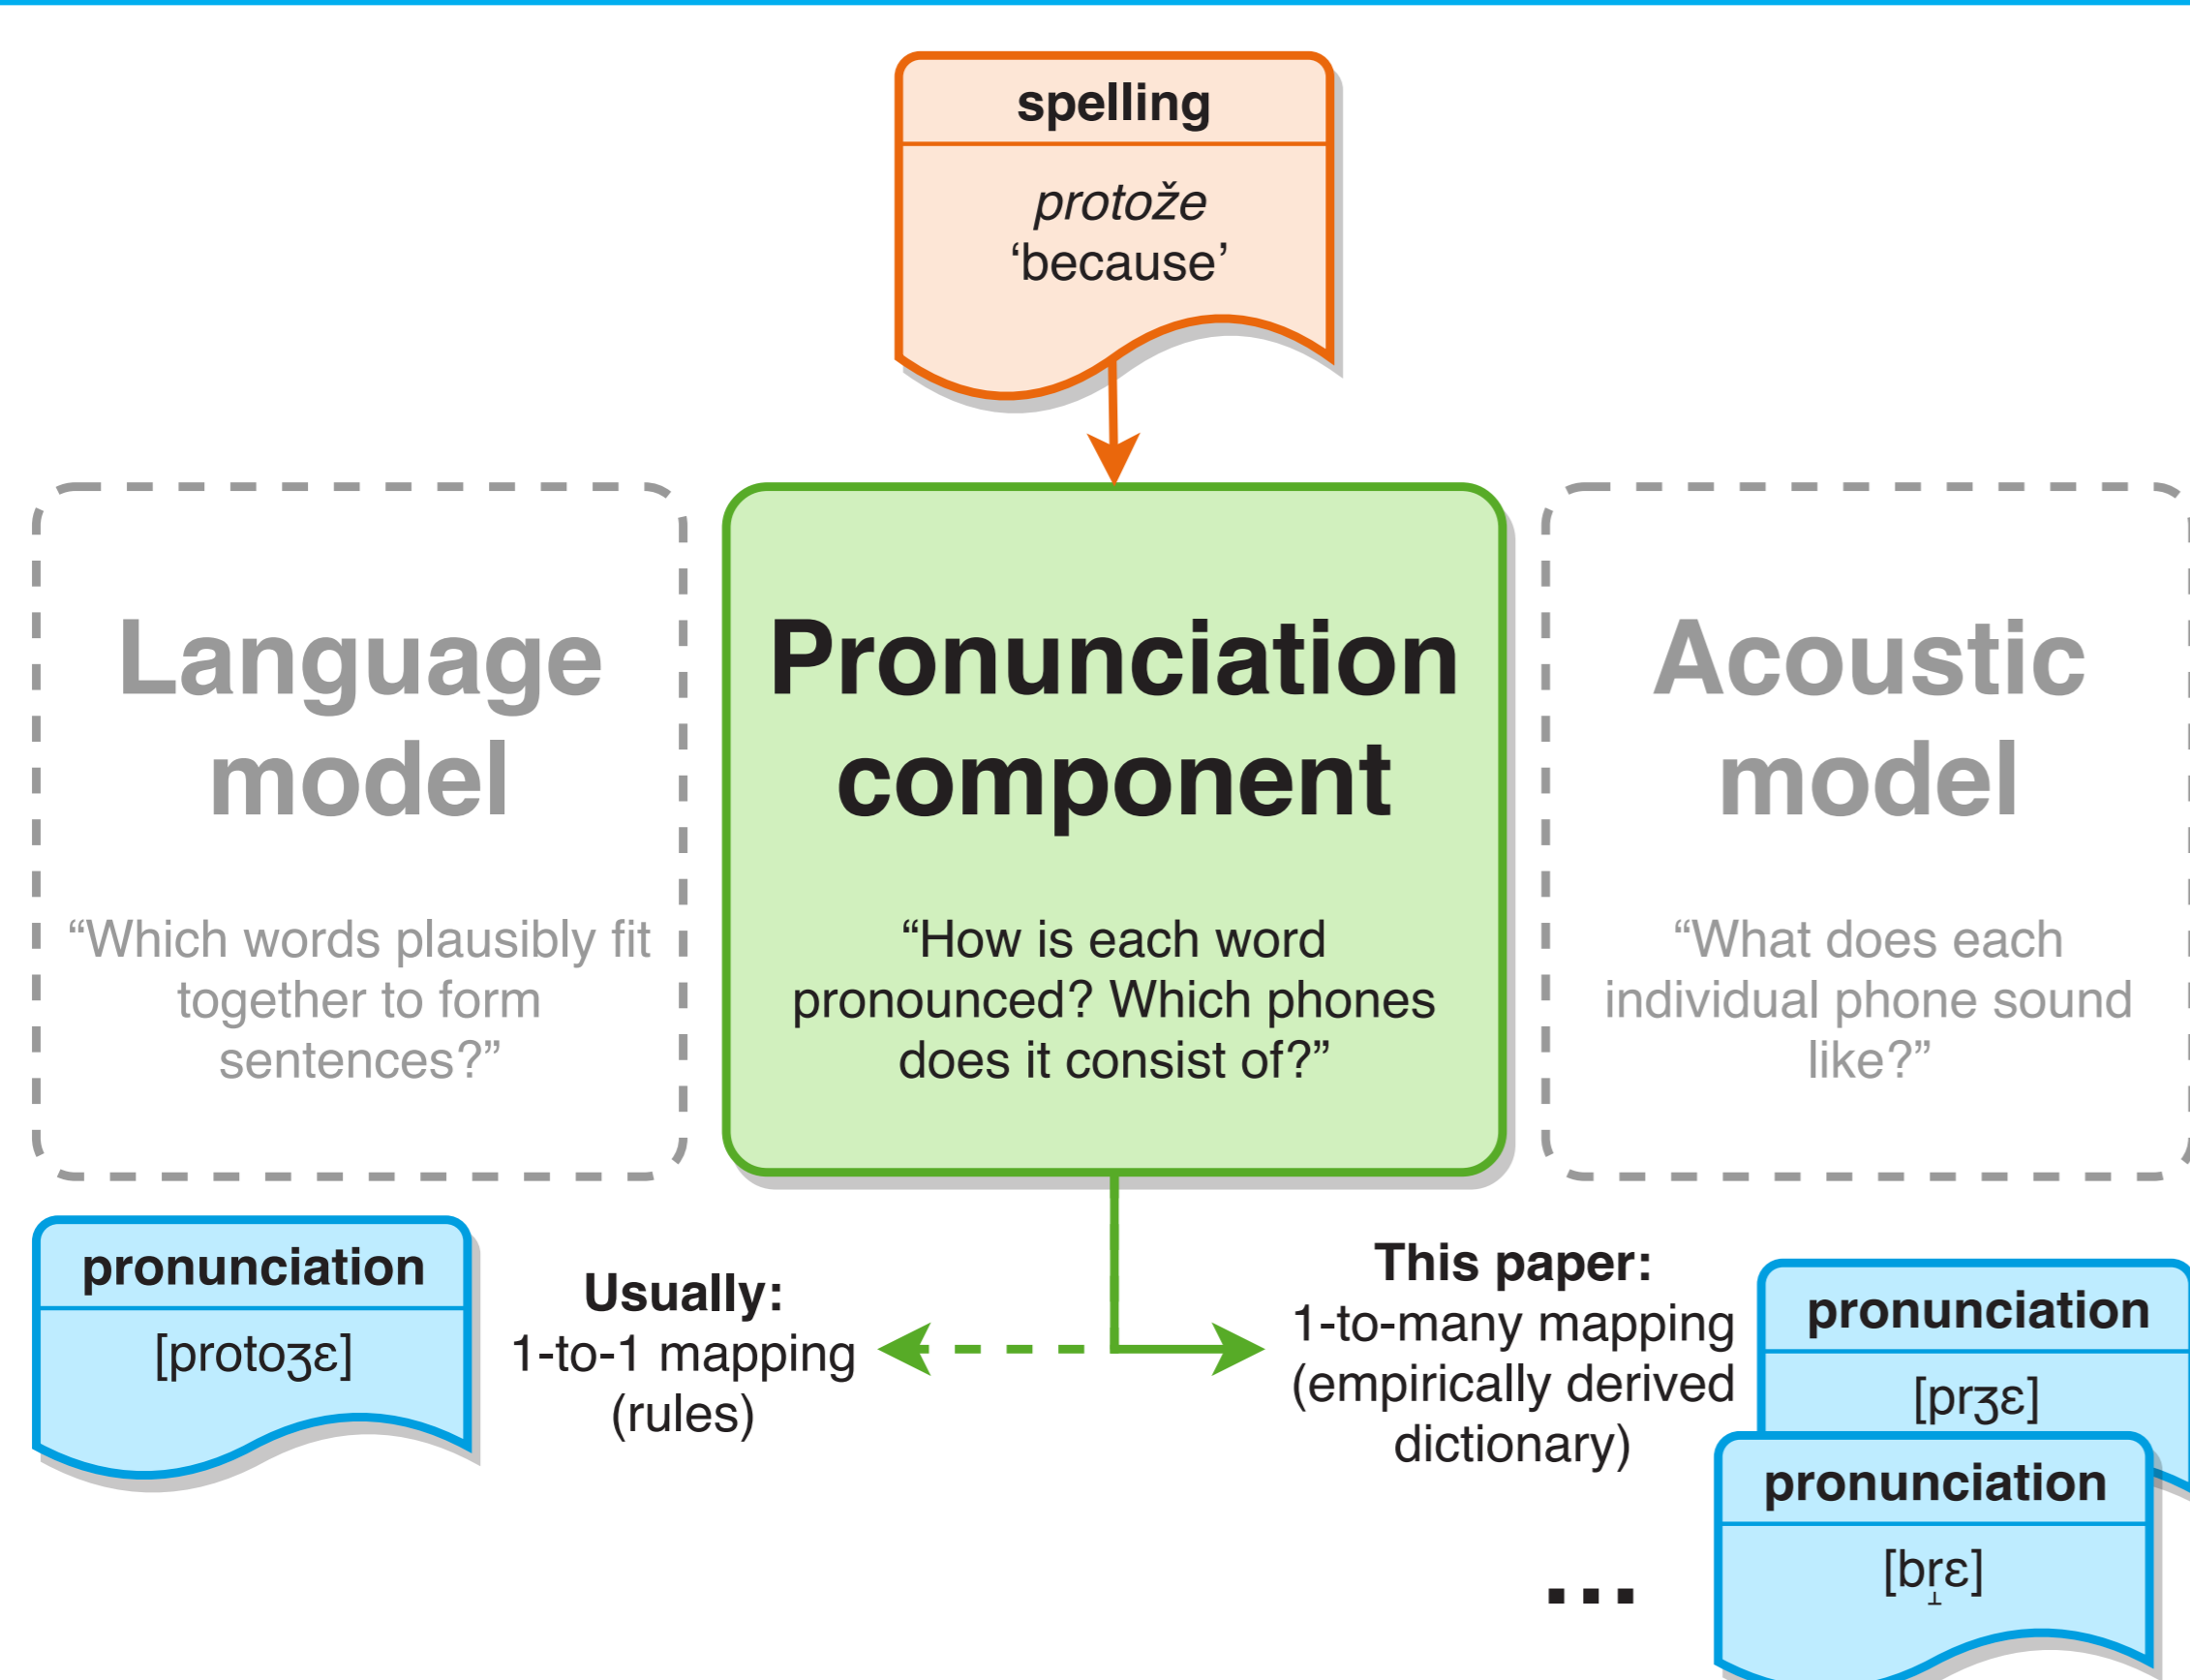 spelling
protože
‘because’
Language
model
“Which words plausibly fit
together to form
sentences?”
Pronunciation
component
“How is each word
pronounced? Which phones
does it consist of?”
Acoustic
model
“What does each
individual phone sound
like?”
pronunciation
[protoʒɛ]
Usually:
1-to-1 mapping
(rules)
This paper:
1-to-many mapping
(empirically derived
dictionary)
pronunciation
[prʒɛ]
pronunciation
[br̝ɛ]
...